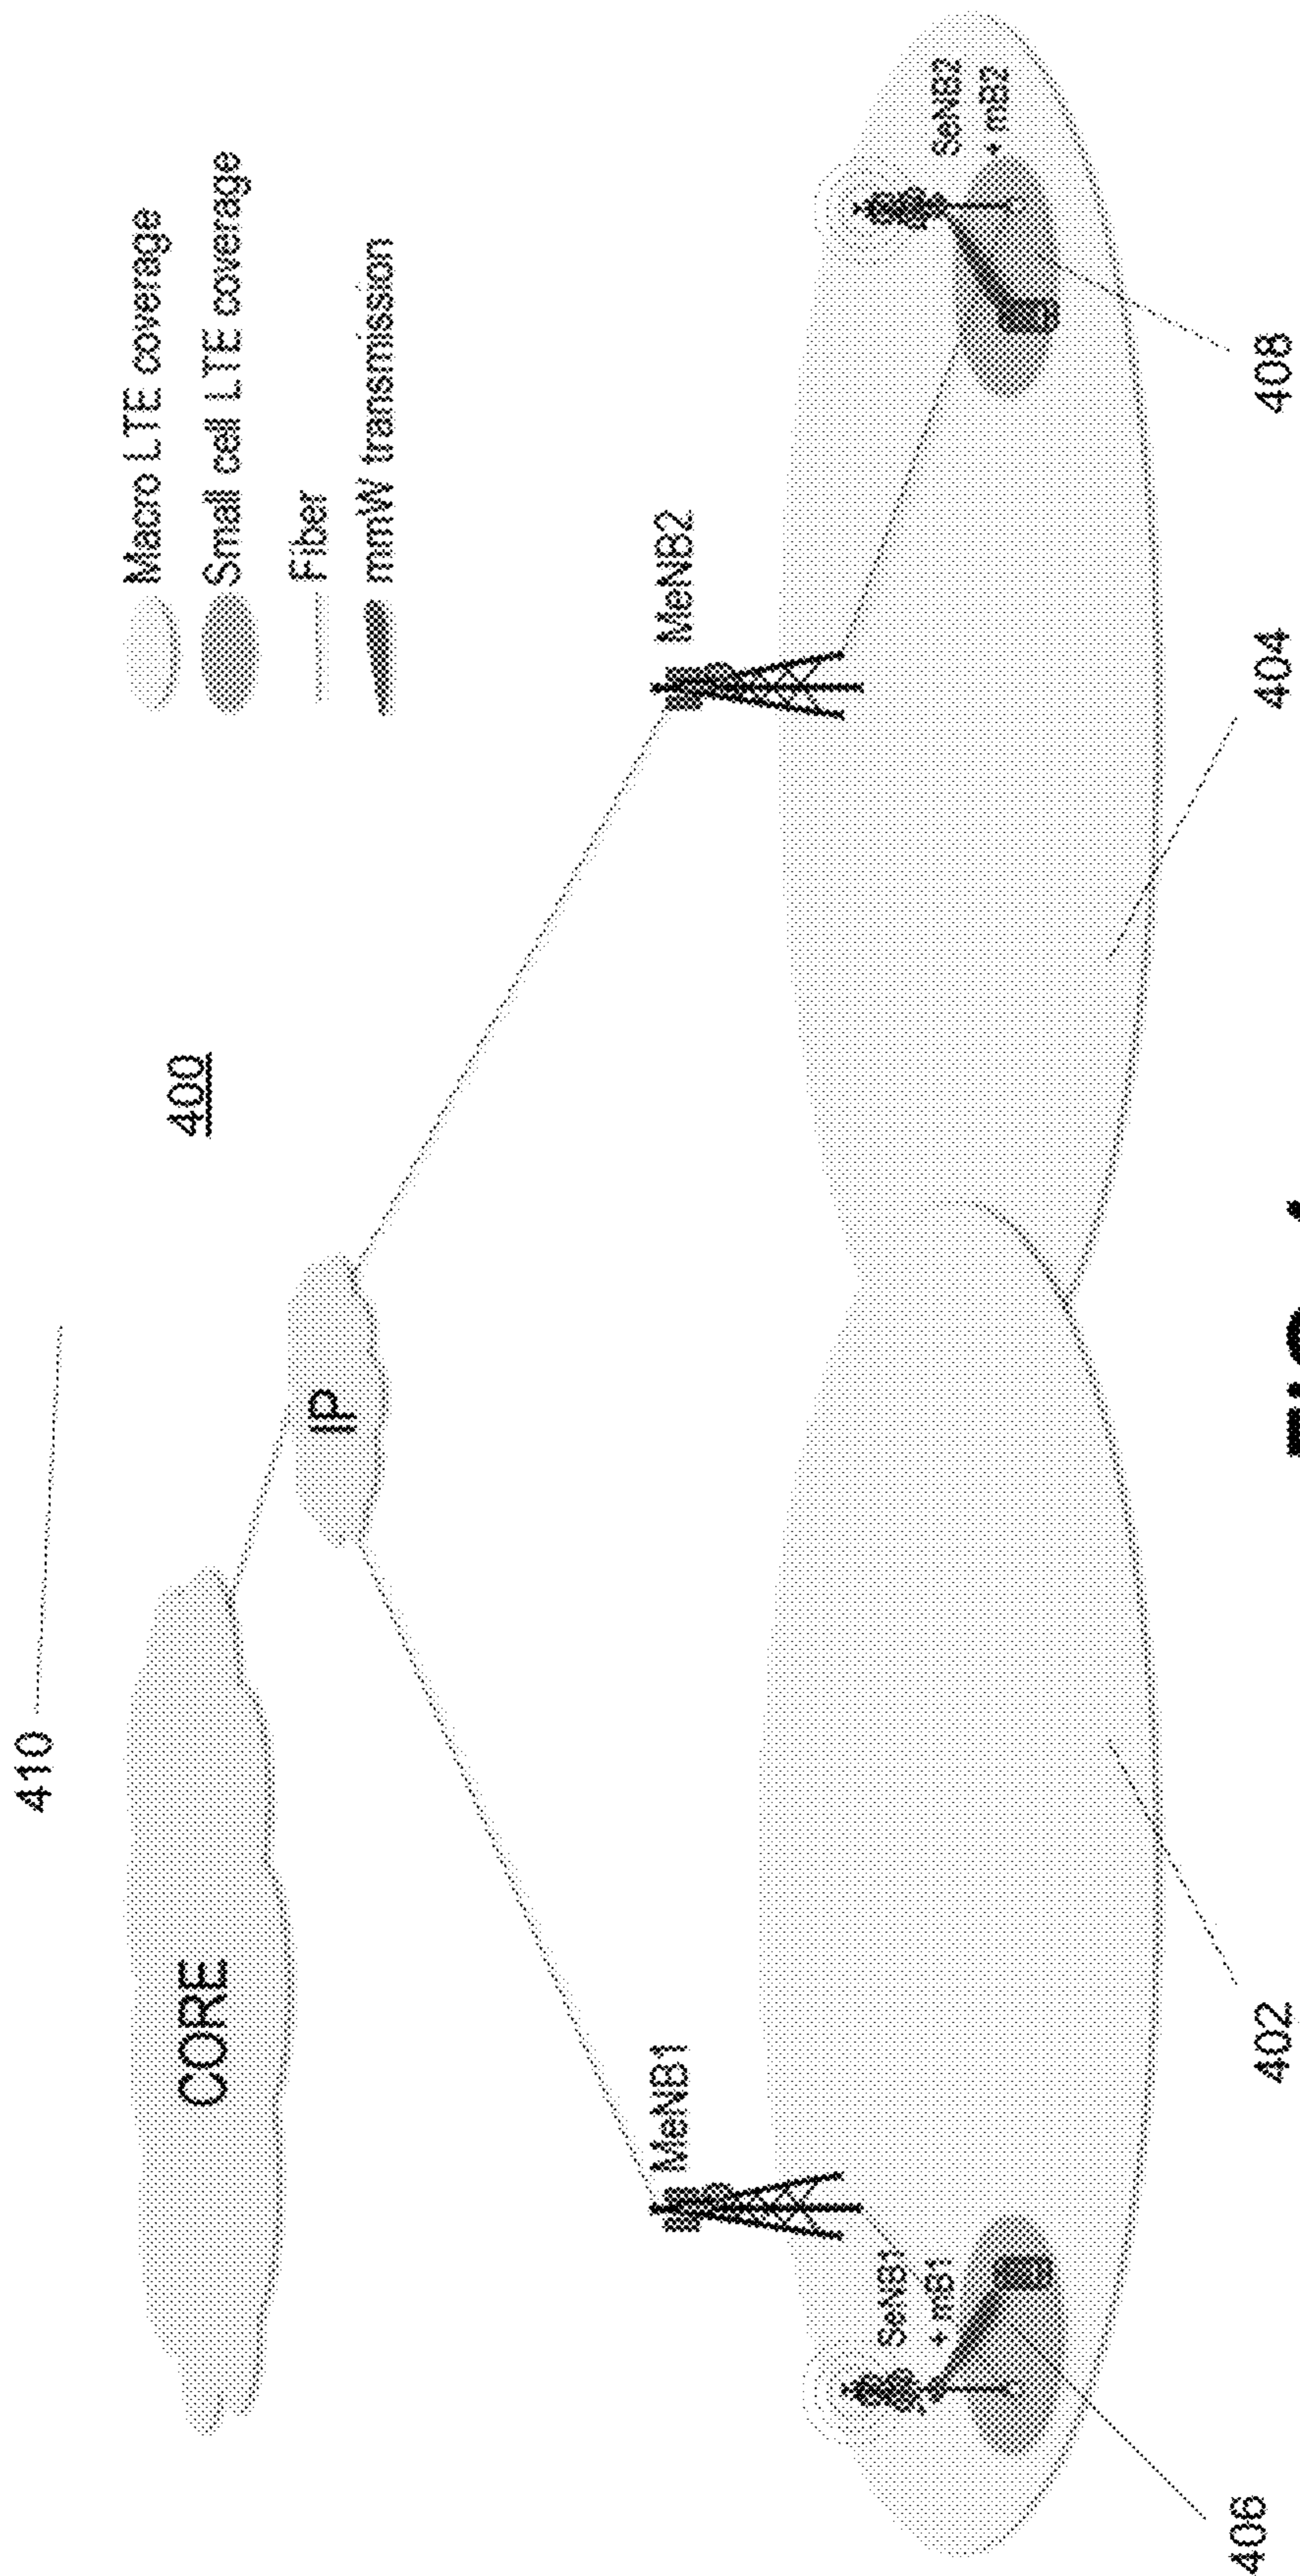 410
400
Macro LTE coverage
Small cell LTE coverage
Fiber
mmW transmission
CORE
IP
MeNB1
MeNB2
SeNB1
+ mB1
SeNB2
+ mB2
406
402
404
408